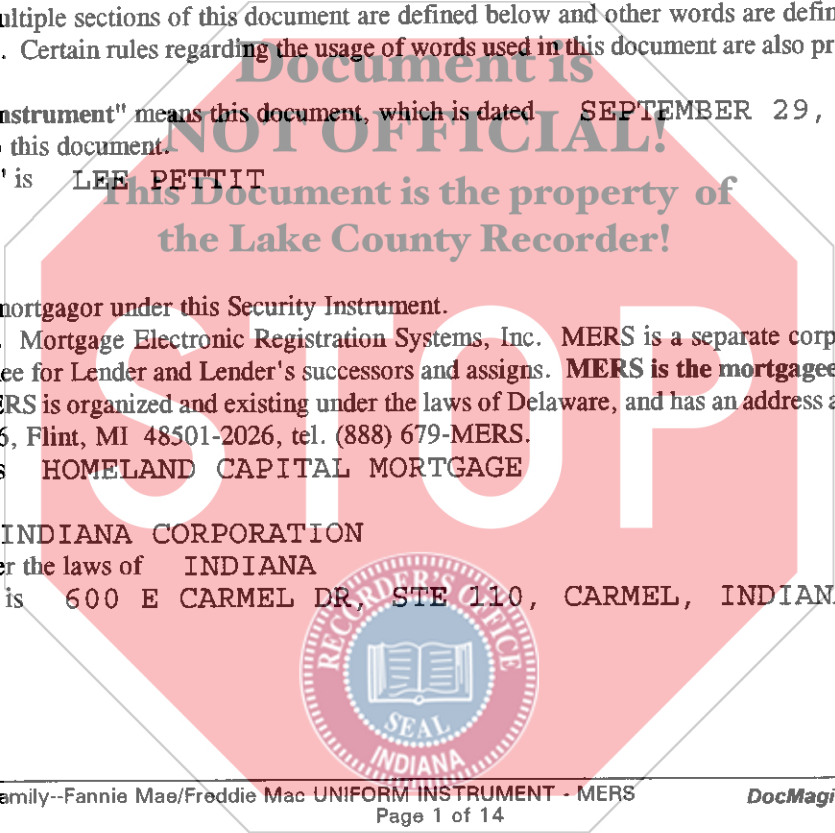 ultiple sections of this document are defined below and other words are defin
. Certain rules regarding the usage of words used in this document are also pr
Document is
nstrument" means this document, which is dated SEPTEMBER 29,
NOT OFFICIAL!
this document.
' is LEE PETTIT
This Document is the property of
the Lake County Recorder!
mortgagor under this Security Instrument.
. Mortgage Electronic Registration Systems, Inc. MERS is a separate corp
ee for Lender and Lender's successors and assigns. MERS is the mortgagee
ERS is organized and existing under the laws of Delaware, and has an address a
6, Flint, MI 48501-2026, tel. (888) 679-MERS.
s HOMELAND CAPITAL MORTGAGE
STOP
INDIANA CORPORATION
er the laws of INDIANA
is 600 E CARMEL DR, STE 110, CARMEL, INDIANA
RECORDER'S OFFICE
SEAL
INDIANA
amily--Fannie Mae/Freddie Mac UNIFORM INSTRUMENT - MERS DocMagi
Page 1 of 14